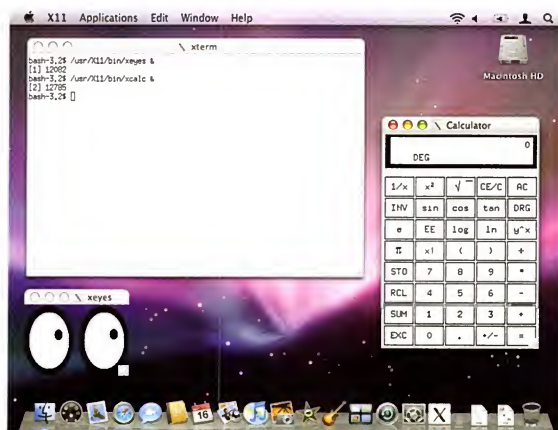 X11 Applications Edit Window Help
xterm
bash-3.2$ /usr/X11/bin/xeyes &
[1] 12082
bash-3.2$ /usr/X11/bin/xcalc &
[2] 12785
bash-3.2$
Macintosh HD
Calculator
0
DEG
1/x x² √ CE/C AC
INV sin cos tan DRG
e EE log ln y^x
π x! ( ) ÷
STO 7 8 9 *
RCL 4 5 6 -
SUM 1 2 3 +
EXC 0 . +/- =
xeyes
16
X